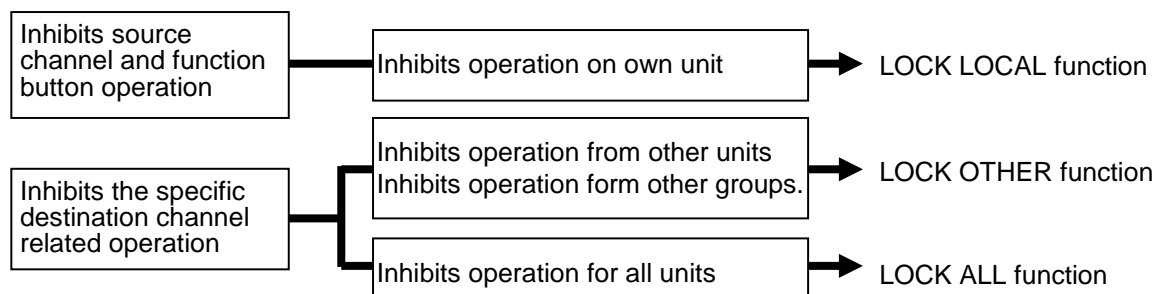 Inhibits source
channel and function
button operation
Inhibits operation on own unit
LOCK LOCAL function
Inhibits the specific
destination channel
related operation
Inhibits operation from other units
Inhibits operation form other groups.
LOCK OTHER function
Inhibits operation for all units
LOCK ALL function